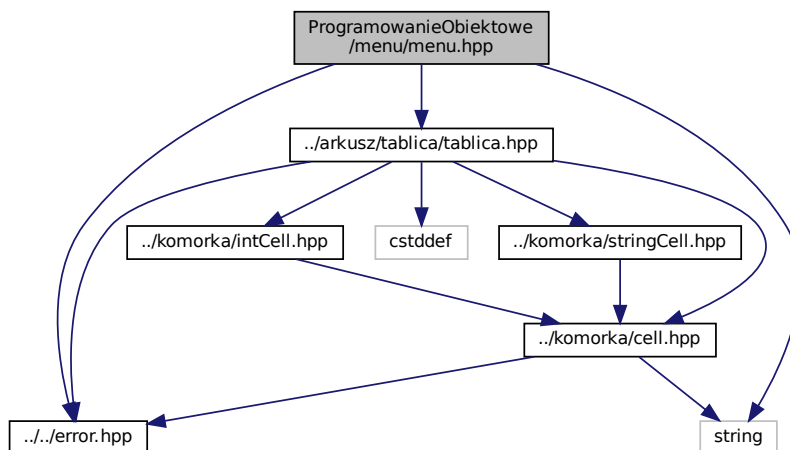 ProgramowanieObiektowe
/menu/menu.hpp
../arkusz/tablica/tablica.hpp
../komorka/intCell.hpp
cstddef
../komorka/stringCell.hpp
../komorka/cell.hpp
../../error.hpp
string